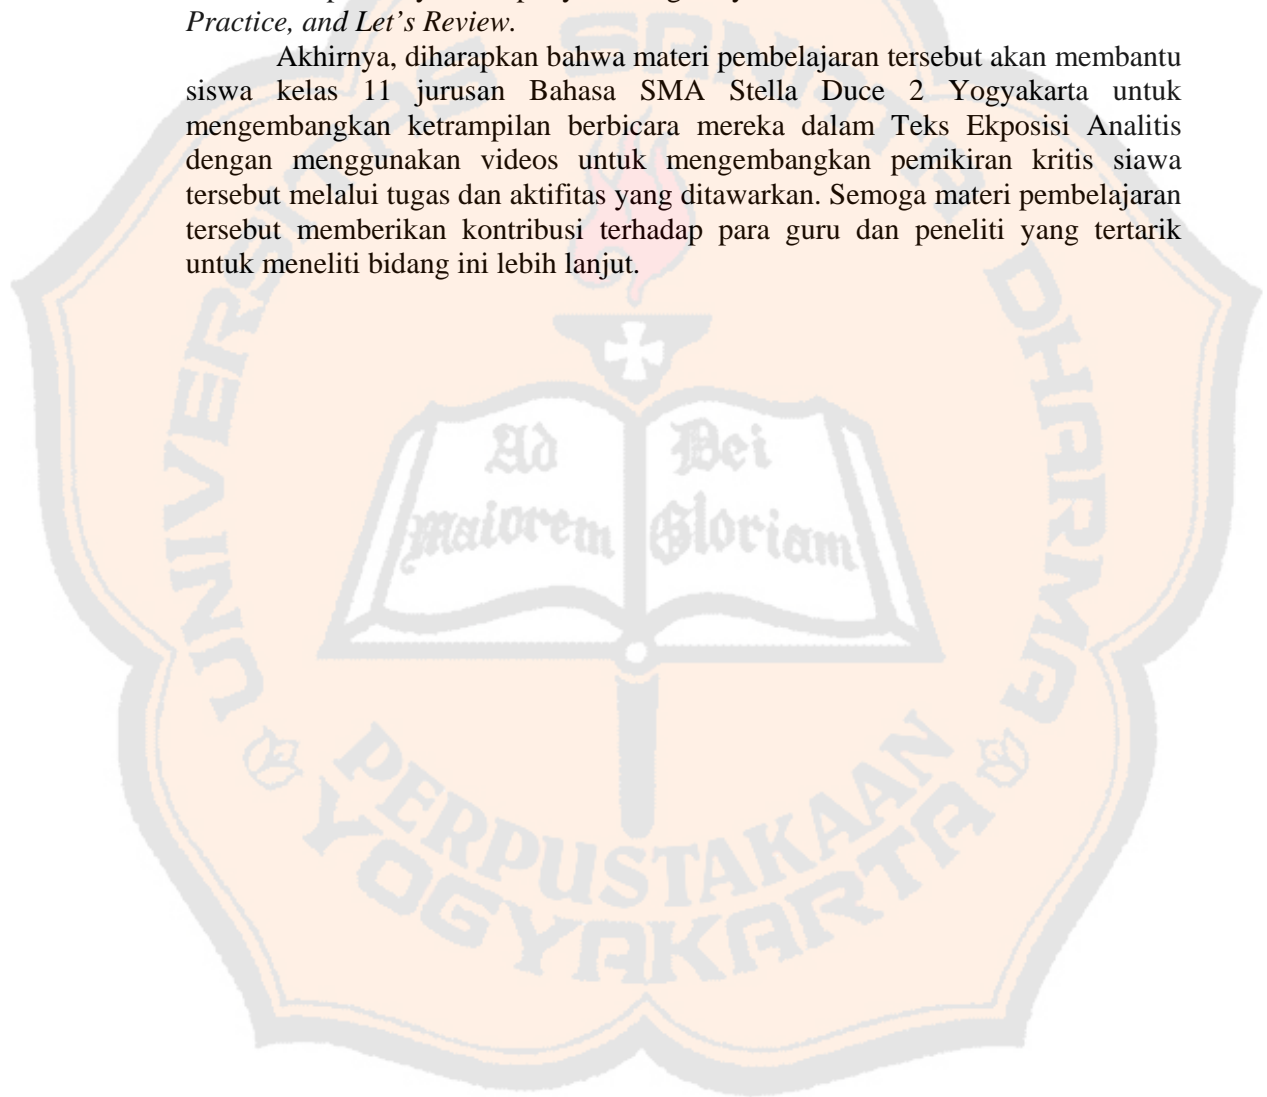 Practice, and Let's Review.
Akhirnya, diharapkan bahwa materi pembelajaran tersebut akan membantu
siswa kelas 11 jurusan Bahasa SMA Stella Duce 2 Yogyakarta untuk
mengembangkan ketrampilan berbicara mereka dalam Teks Ekposisi Analitis
dengan menggunakan videos untuk mengembangkan pemikiran kritis siawa
tersebut melalui tugas dan aktifitas yang ditawarkan. Semoga materi pembelajaran
tersebut memberikan kontribusi terhadap para guru dan peneliti yang tertarik
untuk meneliti bidang ini lebih lanjut.
UNIVERSITAS SANATA DHARMA
Ad Dei
Maiorem Gloriam
PERPUSTAKAAN
YOGYAKARTA